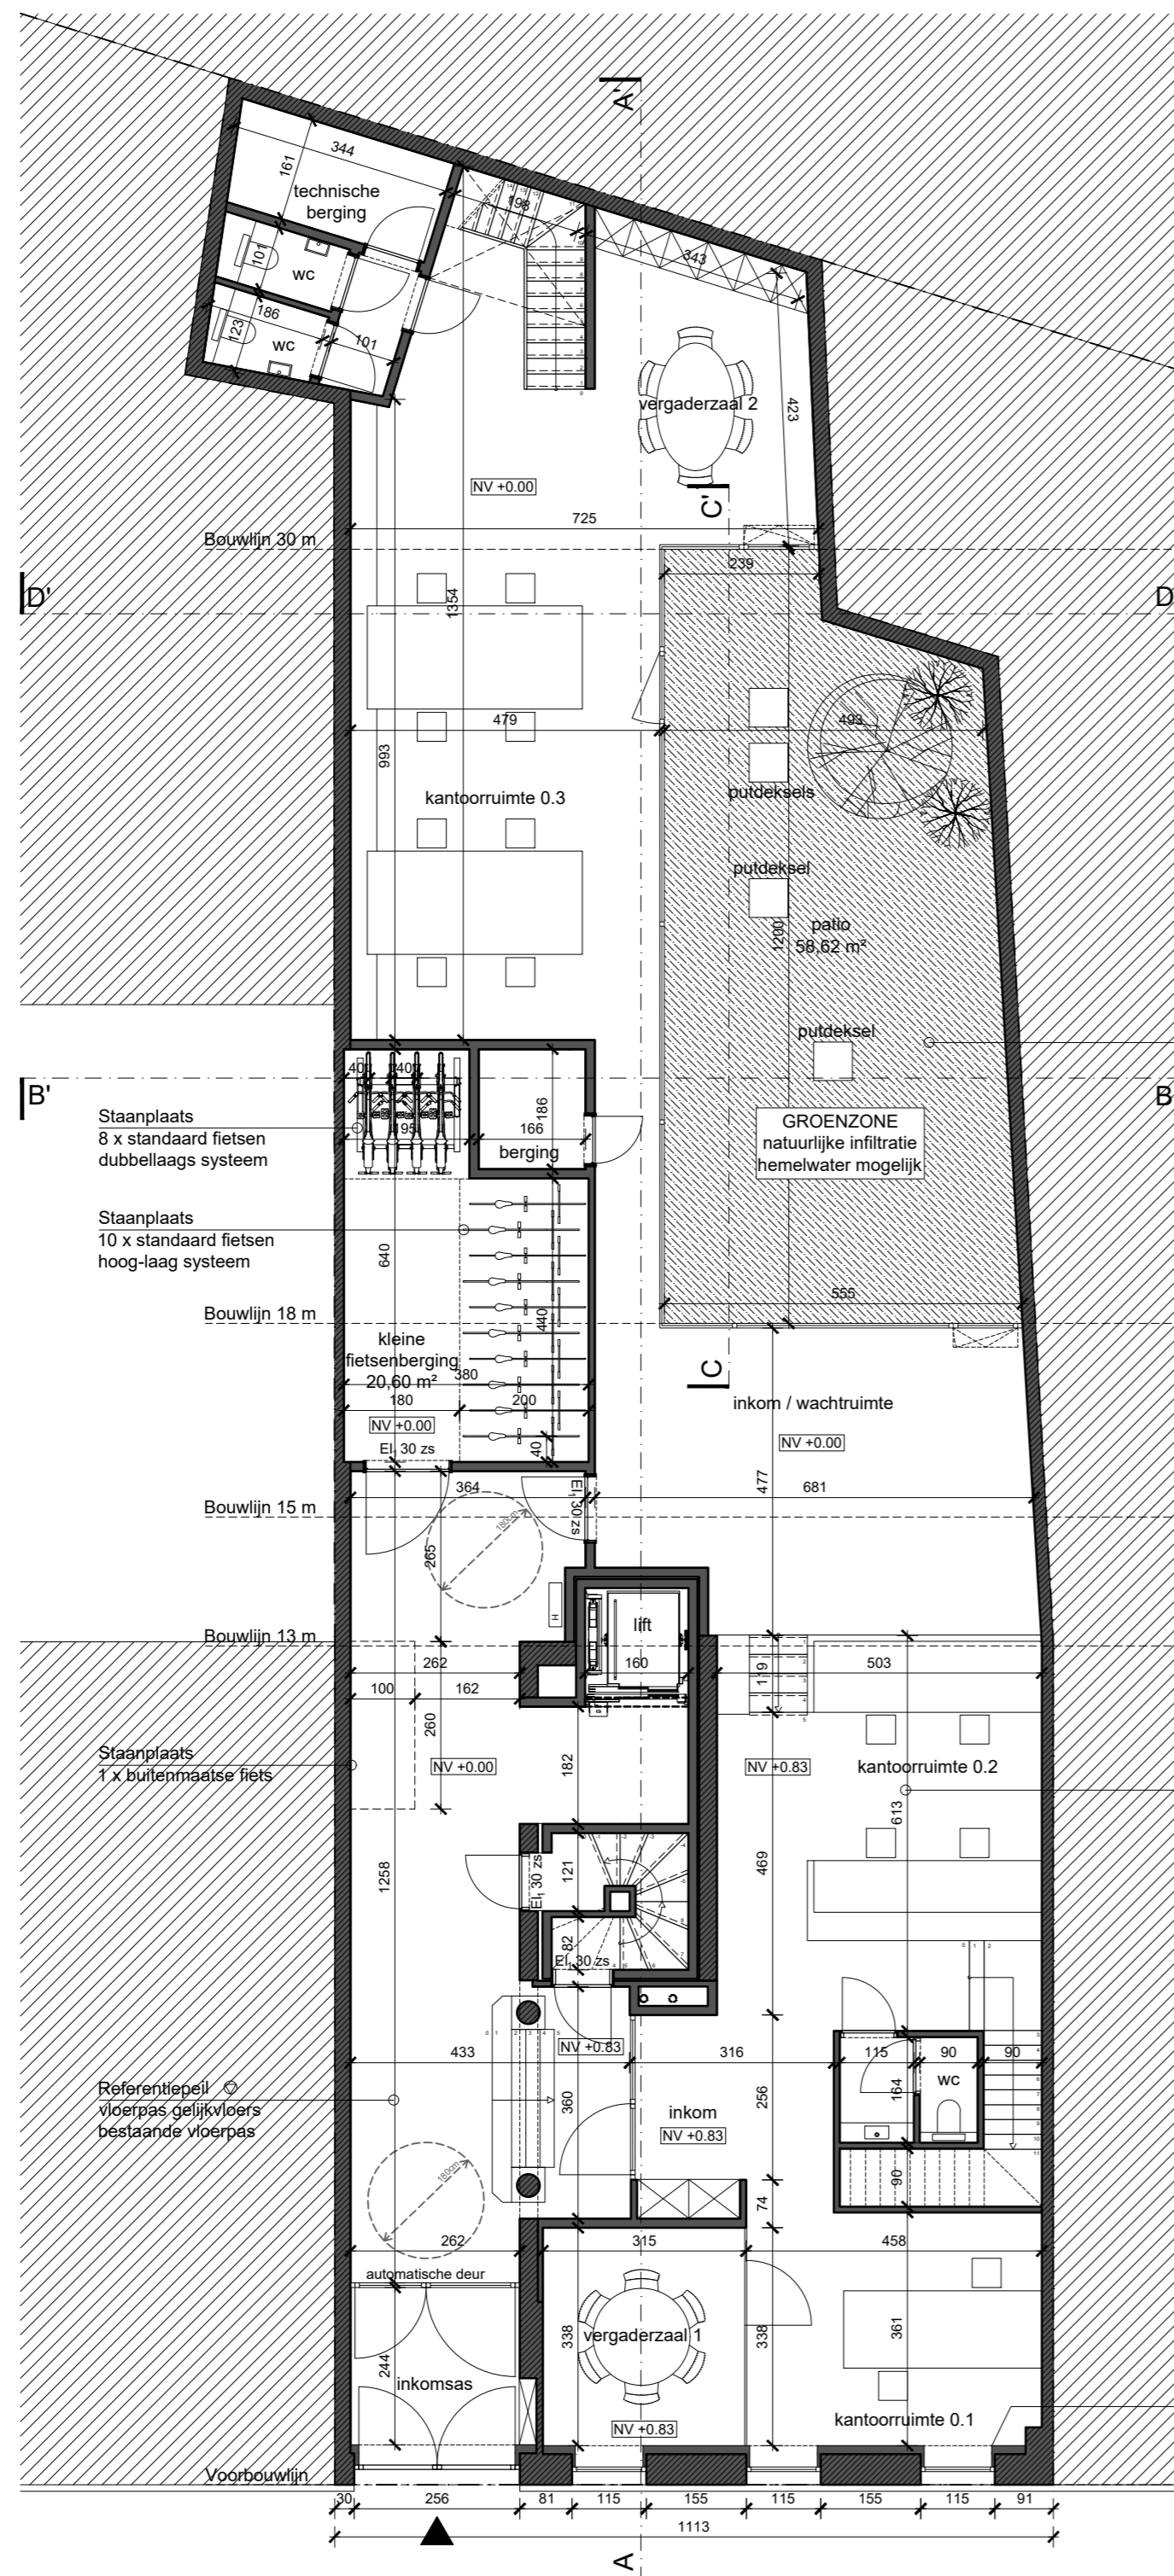 A'
344
161
technische
berging
198
343
101
wc
186
123
wc
101
vergaderzaal 2
423
NV +0.00
C'
725
Bouwlijn 30 m
239
D'
D
1354
479
493
993
putdeksels
kantoorruimte 0.3
putdeksel
patio
58,62 m²
1200
putdeksel
B'
B
40
40
195
186
166
berging
Staanplaats
8 x standaard fietsen
dubbellaags systeem
GROENZONE
natuurlijke infiltratie
hemelwater mogelijk
Staanplaats
10 x standaard fietsen
hoog-laag systeem
640
440
555
Bouwlijn 18 m
kleine
fietsenberging
20,60 m²
380
C
180
200
inkom / wachtruimte
NV +0.00
NV +0.00
EI₁ 30 zs
40
477
364
EI₁ 30 zs
681
Bouwlijn 15 m
180cm
265
H
lift
Bouwlijn 13 m
262
160
119
503
100
162
260
Staanplaats
1 x buitenmaatse fiets
NV +0.00
182
NV +0.83
kantoorruimte 0.2
613
469
1258
EI₁ 30 zs
121
82
EI₁ 30 zs
NV +0.83
433
316
115
90
90
wc
164
Referentiepeil
vloerpas gelijkvloers
bestaande vloerpas
360
256
inkom
NV +0.83
180cm
90
74
262
315
458
automatische deur
338
vergaderzaal 1
338
361
244
inkomsas
kantoorruimte 0.1
NV +0.83
Voorbouwlijn
30
256
81
115
155
115
155
115
91
1113
A